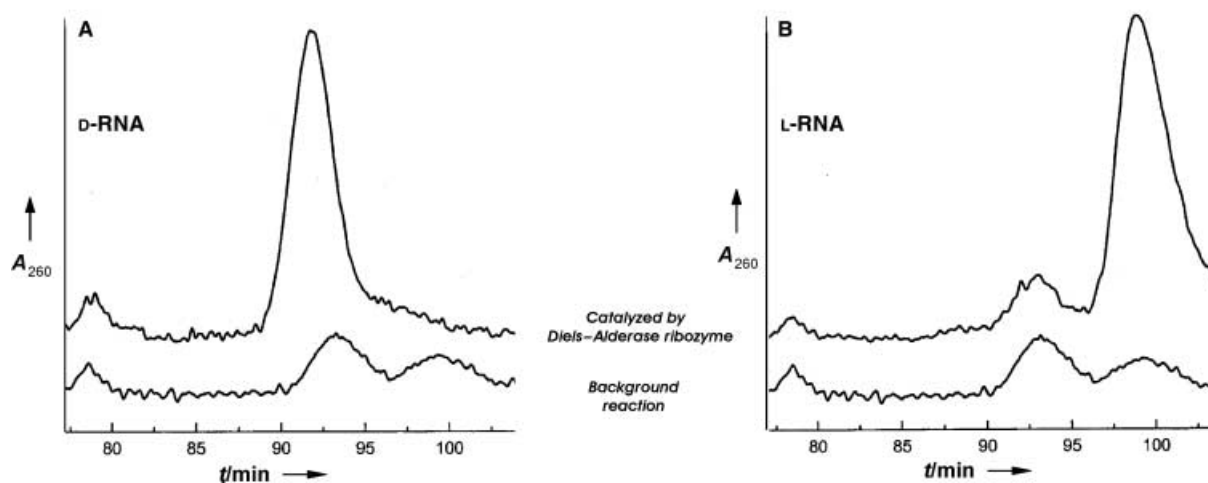 A
D-RNA
A260
80 85 90 95 100
t/min
Catalyzed by
Diels–Alderase ribozyme
Background
reaction
B
L-RNA
A260
80 85 90 95 100
t/min